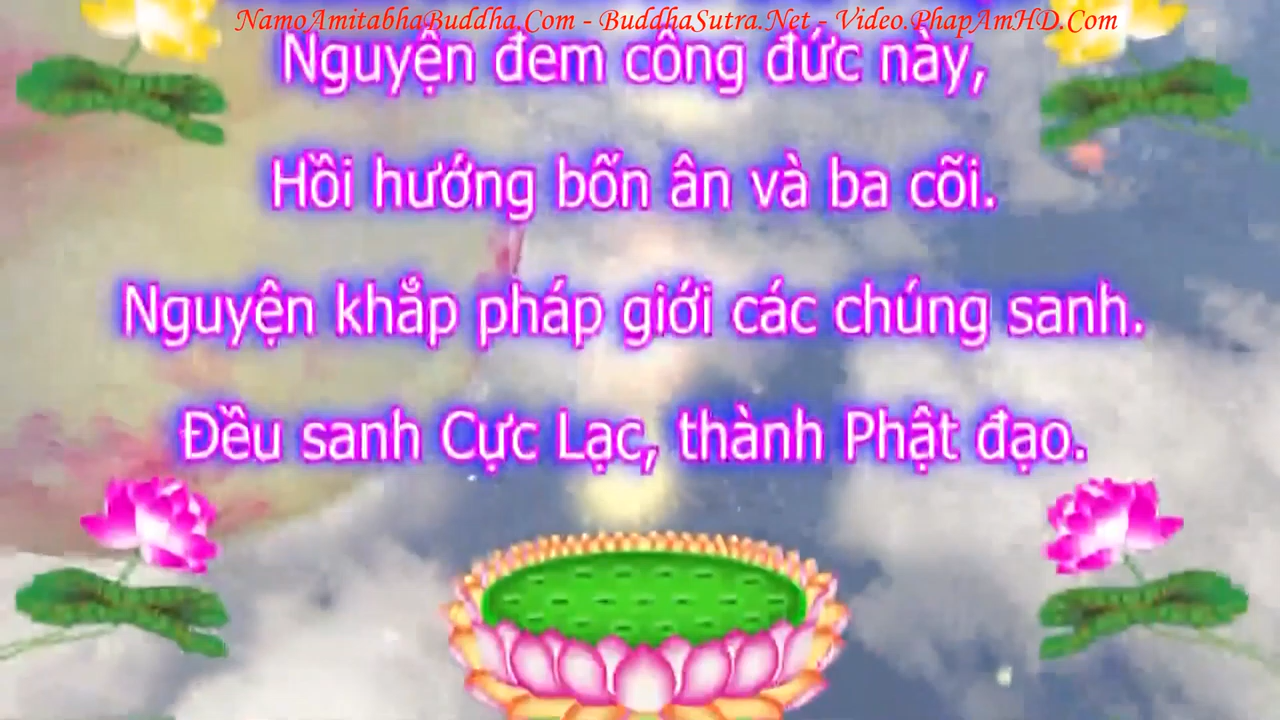 NamoAmitabhaBuddha.Com - BuddhaSutra.Net - Video.PhapAmHD.Com
Nguyện đem công đức này,
Hồi hướng bốn ân và ba cõi.
Nguyện khắp pháp giới các chúng sanh.
Đều sanh Cực Lạc, thành Phật đạo.